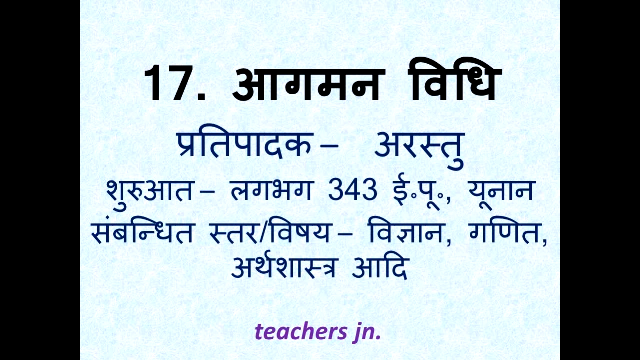 17. आगमन विधि
प्रतिपादक – अरस्तु
शुरुआत – लगभग 343 ई॰पू॰, यूनान
संबन्धित स्तर/विषय – विज्ञान, गणित,
अर्थशास्त्र आदि
teachers jn.